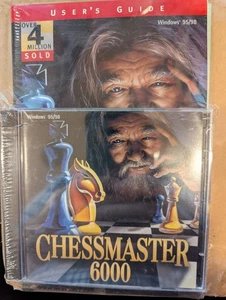 USER'S GUIDE
Windows® 95/98
OVER
4
MILLION
SOLD
Windows® 95/98
CHESSMASTER
6000